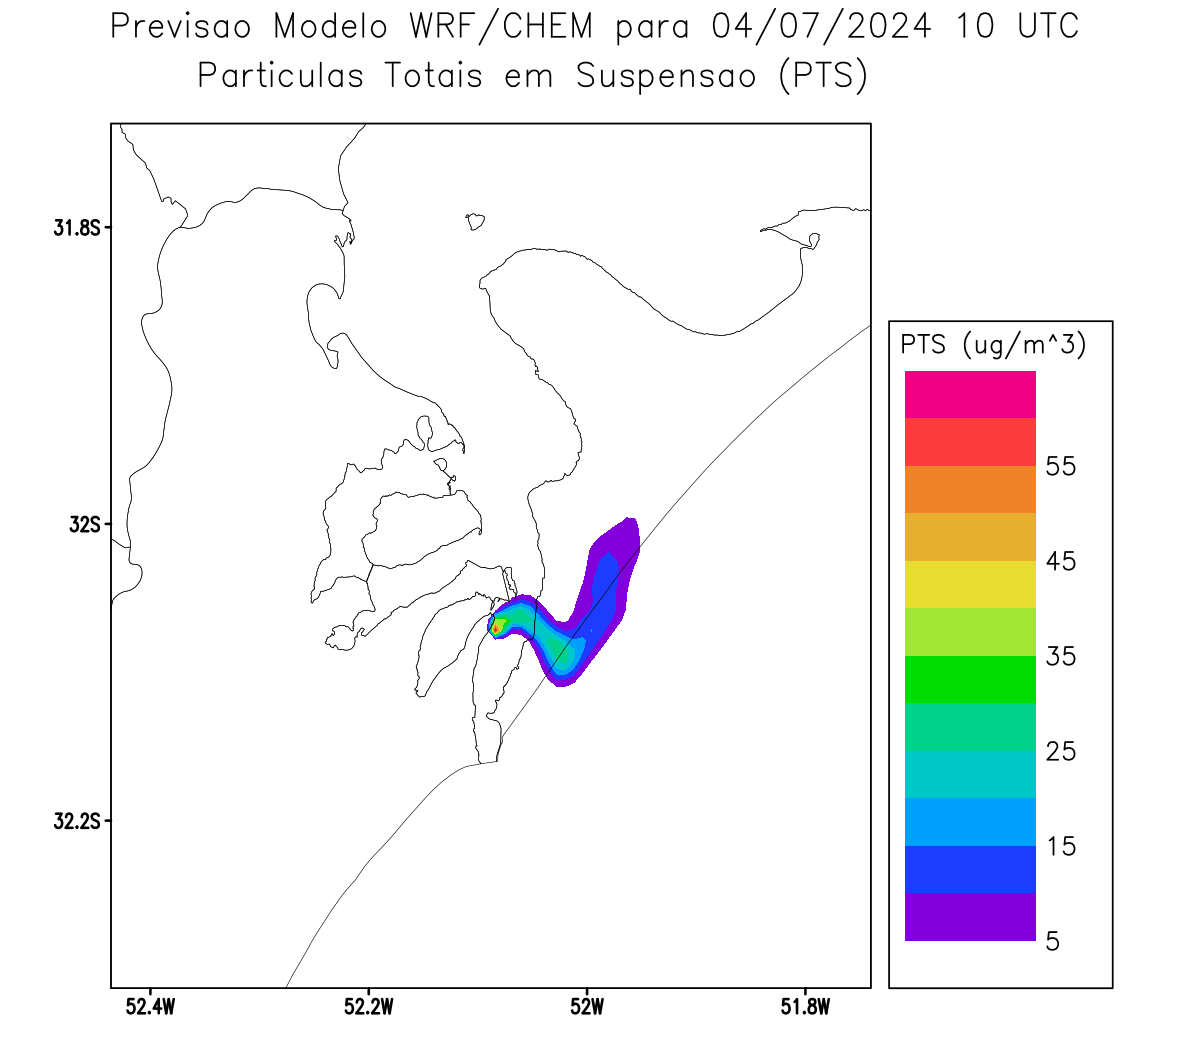 Previsao Modelo WRF/CHEM para 04/07/2024 10 UTC
Particulas Totais em Suspensao (PTS)
31.8S
32S
32.2S
52.4W
52.2W
52W
51.8W
PTS (ug/m^3)
55
45
35
25
15
5